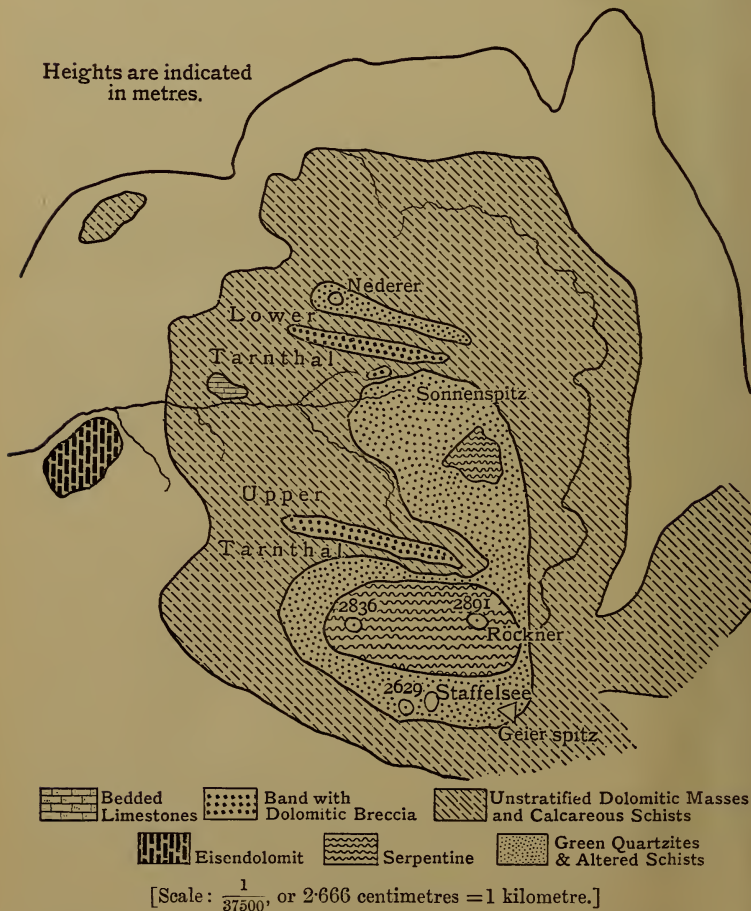 Heights are indicated
in metres.
Nederer
Lower
Tarnthal
Sonnenspitz
Upper
Tarnthal
2836
2891
Rockner
2629
Staffelsee
Geier spitz
Bedded
Limestones
Band with
Dolomitic Breccia
Unstratified Dolomitic Masses
and Calcareous Schists
Eisendolomit
Serpentine
Green Quartzites
& Altered Schists
[Scale: 1/37500, or 2·666 centimetres = 1 kilometre.]